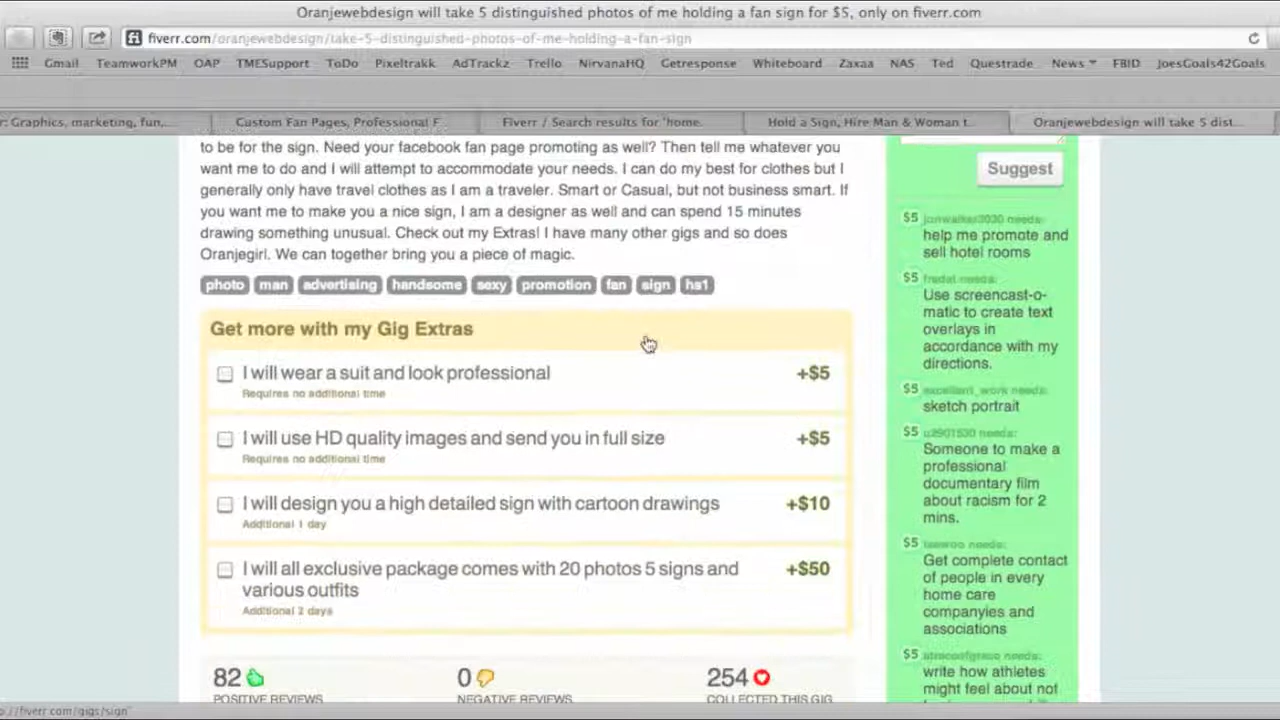 Oranjewebdesign will take 5 distinguished photos of me holding a fan sign for $5, only on fiverr.com
fiverr.com/oranjewebdesign/take-5-distinguished-photos-of-me-holding-a-fan-sign
Gmail TeamworkPM OAP TMESupport ToDo Pixeltrakk AdTrackz Trello NirvanaHQ Getresponse Whiteboard Zaxaa NAS Ted Questrade News FBID JoesGoals42Goals
r: Graphics, marketing, fun,... Custom Fan Pages, Professional F... Fiverr / Search results for 'home... Hold a Sign, Hire Man & Woman t... Oranjewebdesign will take 5 dist...
to be for the sign. Need your facebook fan page promoting as well? Then tell me whatever you
want me to do and I will attempt to accommodate your needs. I can do my best for clothes but I
generally only have travel clothes as I am a traveler. Smart or Casual, but not business smart. If
you want me to make you a nice sign, I am a designer as well and can spend 15 minutes
drawing something unusual. Check out my Extras! I have many other gigs and so does
Oranjegirl. We can together bring you a piece of magic.
photo man advertising handsome sexy promotion fan sign hs1
Get more with my Gig Extras
I will wear a suit and look professional +$5
Requires no additional time
I will use HD quality images and send you in full size +$5
Requires no additional time
I will design you a high detailed sign with cartoon drawings +$10
Additional 1 day
I will all exclusive package comes with 20 photos 5 signs and +$50
various outfits
Additional 2 days
82 0 254
POSITIVE REVIEWS NEGATIVE REVIEWS COLLECTED THIS GIG
Suggest
$5 jonwalker3030 needs:
help me promote and
sell hotel rooms
$5 needs:
Use screencast-o-
matic to create text
overlays in
accordance with my
directions.
$5 excellent_work needs:
sketch portrait
$5 u2901530 needs:
Someone to make a
professional
documentary film
about racism for 2
mins.
$5 needs:
Get complete contact
of people in every
home care
companyies and
associations
$5 needs:
write how athletes
might feel about not
p://fiverr.com/gigs/sign"